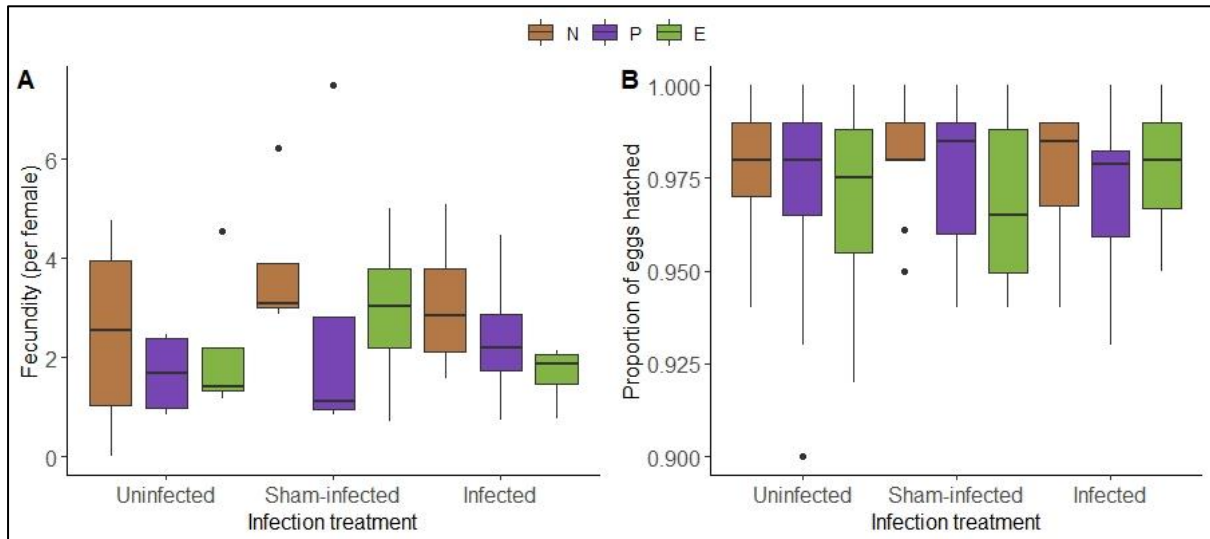 N P E
A
Fecundity (per female)
6
4
2
0
Uninfected Sham-infected Infected
Infection treatment
B
Proportion of eggs hatched
1.000
0.975
0.950
0.925
0.900
Uninfected Sham-infected Infected
Infection treatment